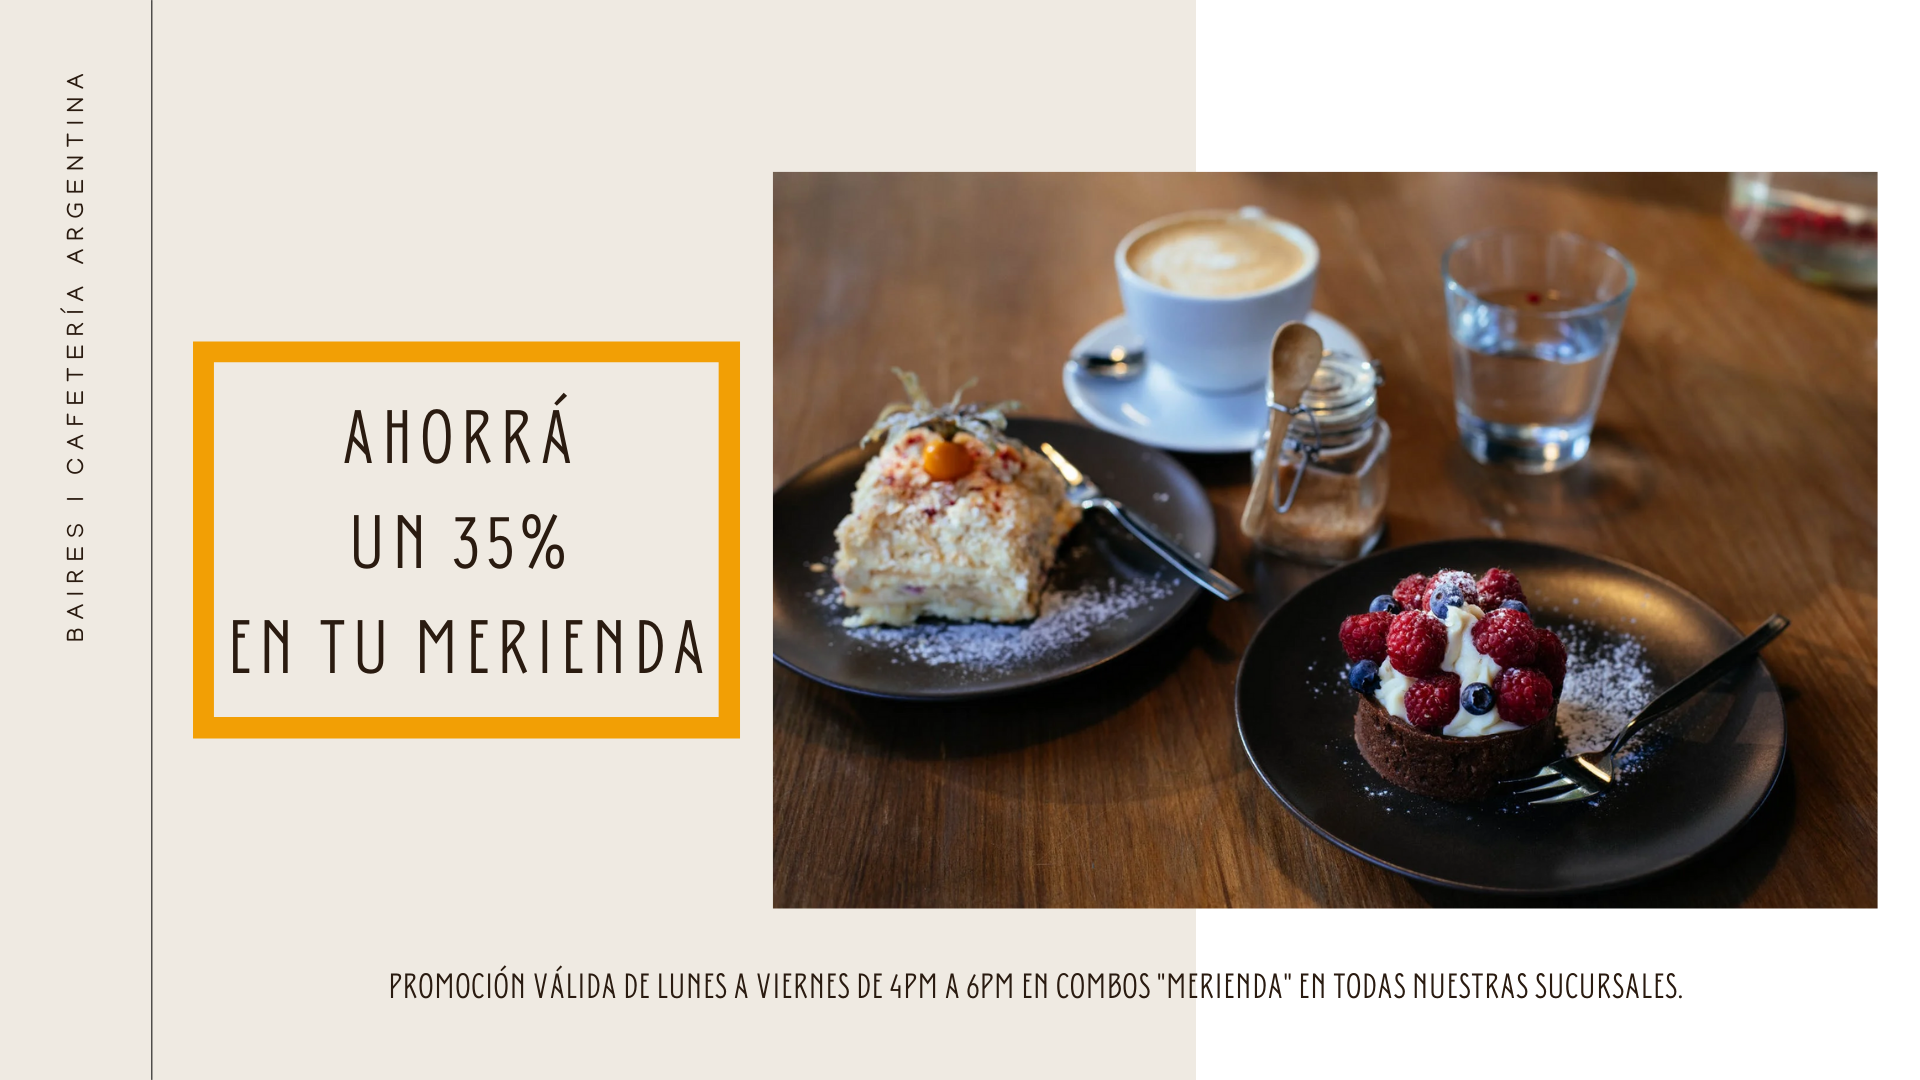 BAIRES I CAFETERÍA ARGENTINA
AHORRÁ
UN 35%
EN TU MERIENDA
PROMOCIÓN VÁLIDA DE LUNES A VIERNES DE 4PM A 6PM EN COMBOS "MERIENDA" EN TODAS NUESTRAS SUCURSALES.